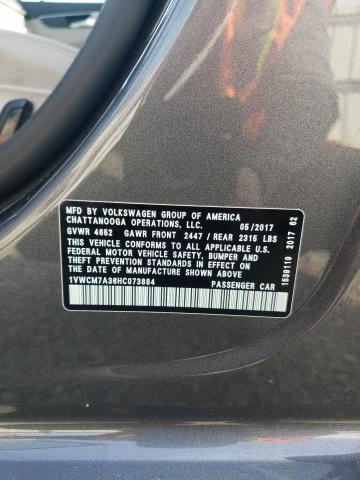 MFD BY VOLKSWAGEN GROUP OF AMERICA
CHATTANOOGA OPERATIONS, LLC. 05/2017
GVWR 4652 GAWR FRONT 2447 / REAR 2315 LBS
THIS VEHICLE CONFORMS TO ALL APPLICABLE U.S.
FEDERAL MOTOR VEHICLE SAFETY, BUMPER, AND
THEFT PREVENTION STANDARDS IN EFFECT ON THE
DATE OF MANUFACTURE SHOWN ABOVE
1VWCM7A36HC073884 PASSENGER CAR
1539119 2017 82